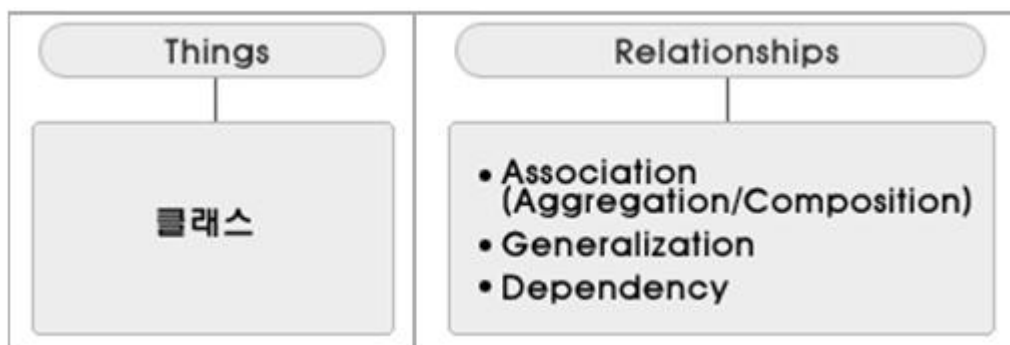 Things
클래스
Relationships
• Association
(Aggregation/Composition)
• Generalization
• Dependency